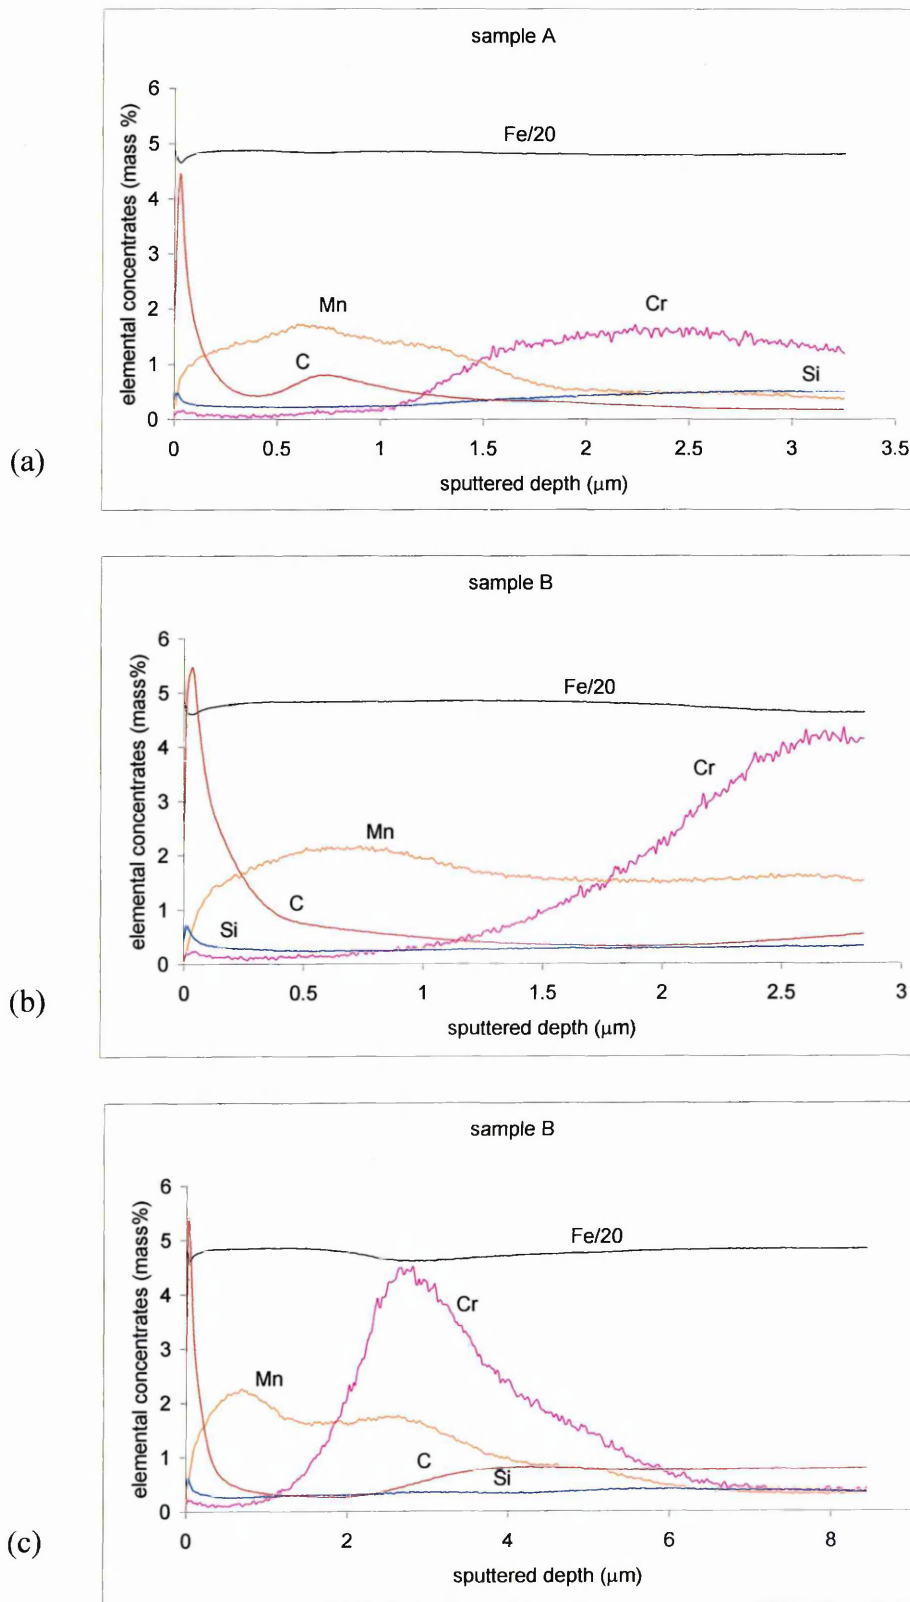 sample A
elemental concentrates (mass %)
6
5
4
3
2
1
0
Fe/20
Mn
Cr
C
Si
0 0.5 1 1.5 2 2.5 3 3.5
sputtered depth (μm)
(a)
sample B
elemental concentrates (mass%)
6
5
4
3
2
1
0
Fe/20
Cr
Mn
C
Si
0 0.5 1 1.5 2 2.5 3
sputtered depth (μm)
(b)
sample B
elemental concentrates (mass%)
6
5
4
3
2
1
0
Fe/20
Cr
Mn
C
Si
0 2 4 6 8
sputtered depth (μm)
(c)